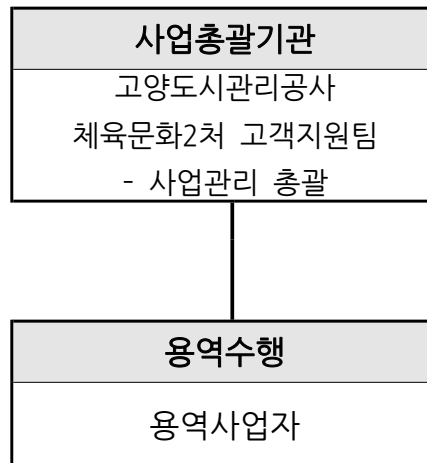 사업총괄기관
고양도시관리공사
체육문화2처 고객지원팀
- 사업관리 총괄
용역수행
용역사업자